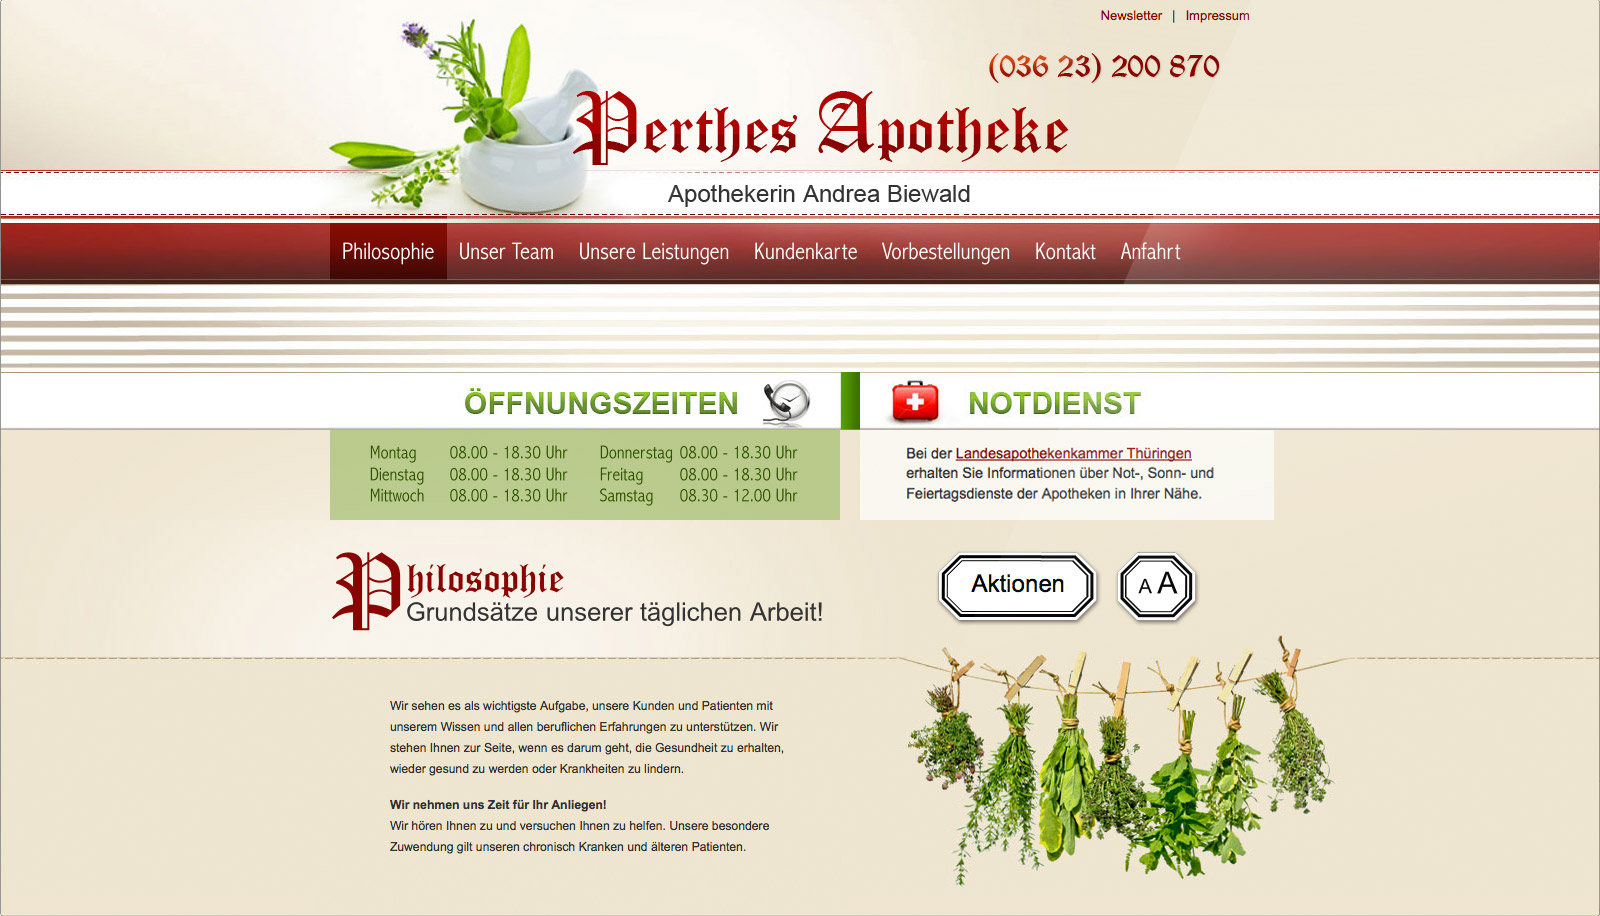 Newsletter | Impressum
(036 23) 200 870
Perthes Apotheke
Apothekerin Andrea Biewald
Philosophie Unser Team Unsere Leistungen Kundenkarte Vorbestellungen Kontakt Anfahrt
ÖFFNUNGSZEITEN
Montag 08.00 - 18.30 Uhr Donnerstag 08.00 - 18.30 Uhr
Dienstag 08.00 - 18.30 Uhr Freitag 08.00 - 18.30 Uhr
Mittwoch 08.00 - 18.30 Uhr Samstag 08.30 - 12.00 Uhr
NOTDIENST
Bei der Landesapothekenkammer Thüringen
erhalten Sie Informationen über Not-, Sonn- und
Feiertagsdienste der Apotheken in Ihrer Nähe.
Philosophie
Grundsätze unserer täglichen Arbeit!
Aktionen
A A
Wir sehen es als wichtigste Aufgabe, unsere Kunden und Patienten mit
unserem Wissen und allen beruflichen Erfahrungen zu unterstützen. Wir
stehen Ihnen zur Seite, wenn es darum geht, die Gesundheit zu erhalten,
wieder gesund zu werden oder Krankheiten zu lindern.
Wir nehmen uns Zeit für Ihr Anliegen!
Wir hören Ihnen zu und versuchen Ihnen zu helfen. Unsere besondere
Zuwendung gilt unseren chronisch Kranken und älteren Patienten.